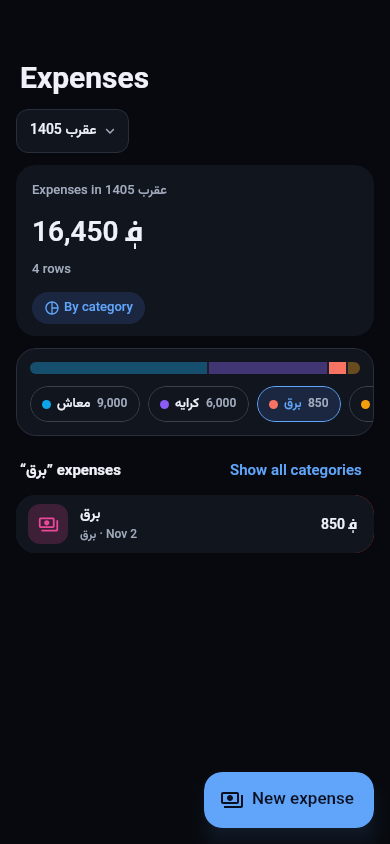 Expenses
عقرب 1405
Expenses in 1405 عقرب
16,450 ؋
4 rows
By category
معاش 9,000
کرایه 6,000
برق 850
“برق” expenses
Show all categories
برق
برق · Nov 2
850 ؋
New expense